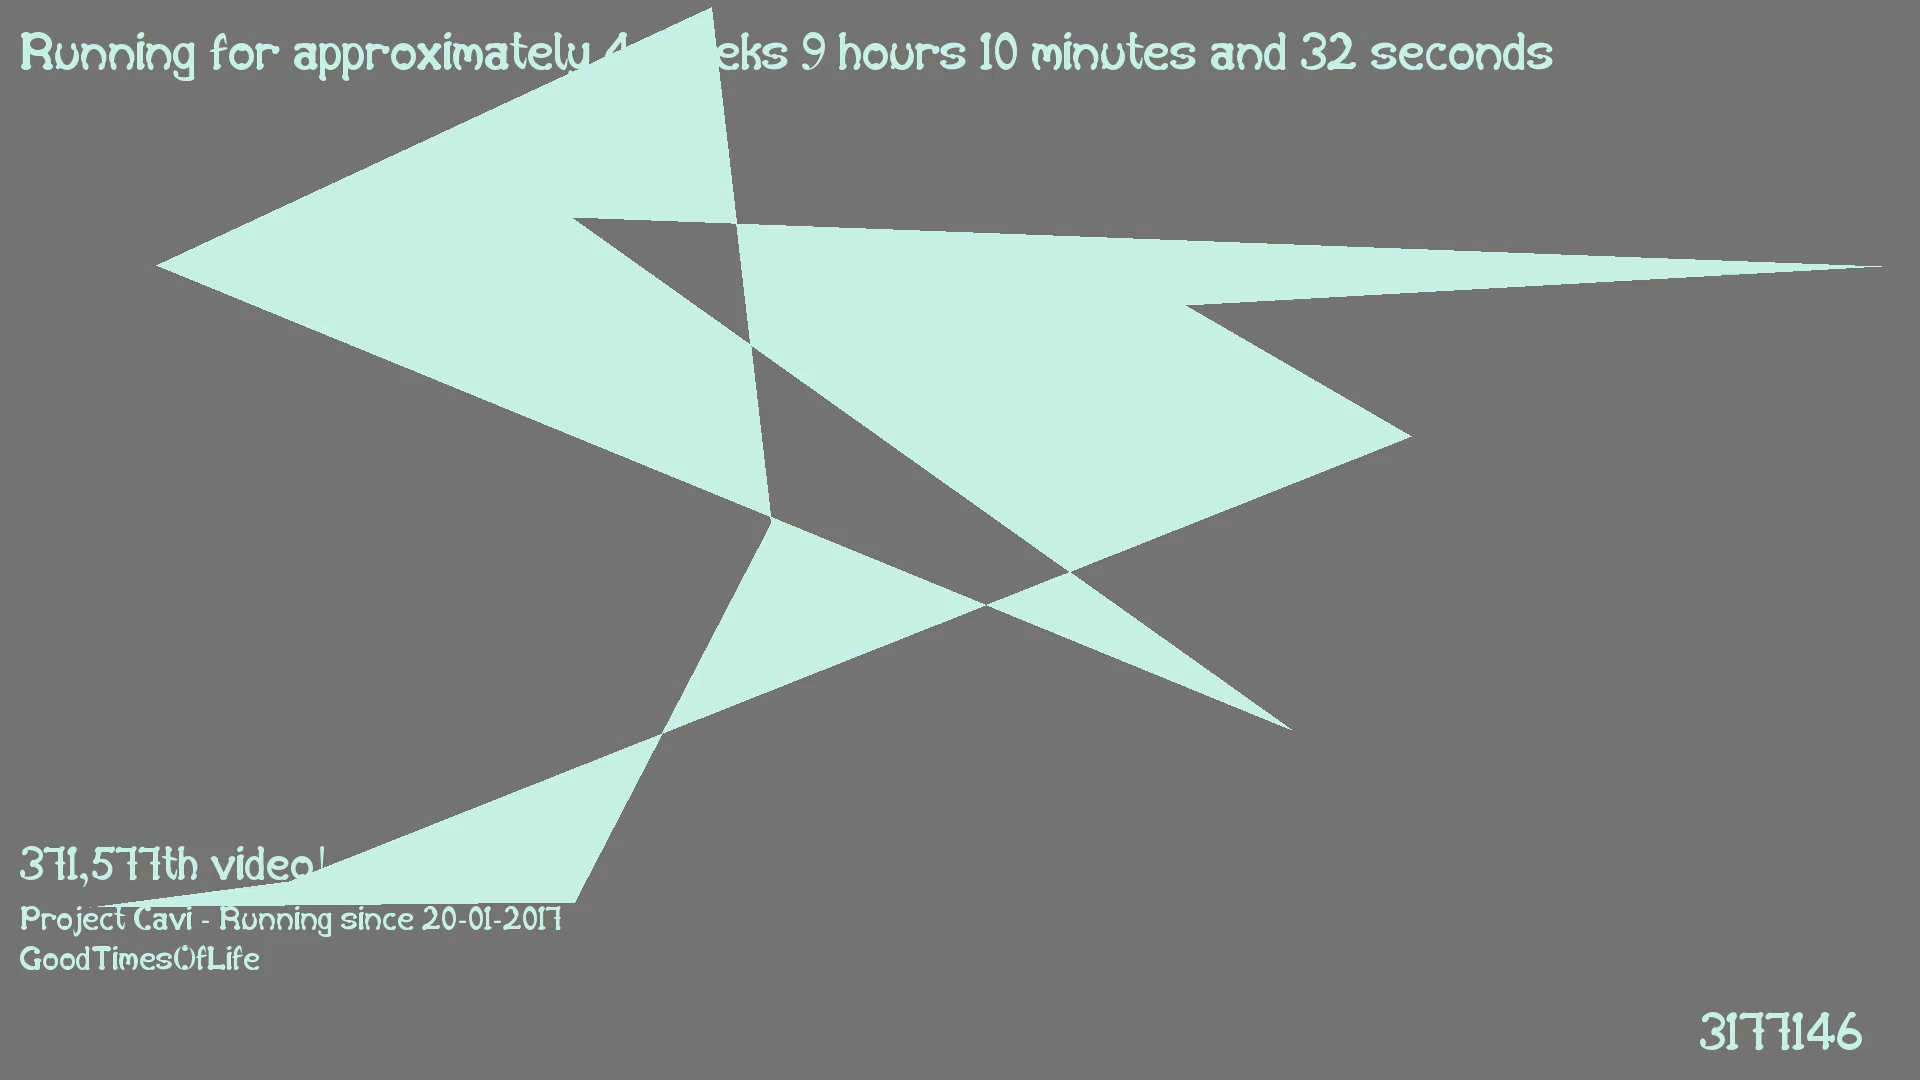 Running for approximately 4 eks 9 hours 10 minutes and 32 seconds
371,577th video!
Project Cavi - Running since 20-01-2017
GoodTimesOfLife
3177146